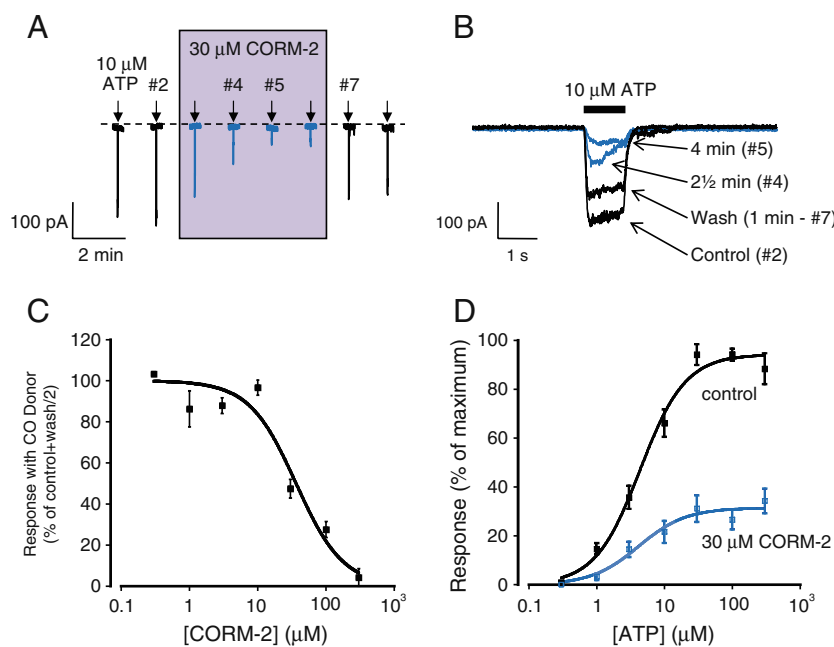 A
30 µM CORM-2
10 µM
ATP
#2
#4
#5
#7
100 pA
2 min
B
10 µM ATP
4 min (#5)
2½ min (#4)
Wash (1 min - #7)
Control (#2)
100 pA
1 s
C
Response with CO Donor
(% of control+wash/2)
120
100
80
60
40
20
0
0.1
1
10
100
10³
[CORM-2] (µM)
D
Response (% of maximum)
100
80
60
40
20
0
control
30 µM CORM-2
0.1
1
10
100
10³
[ATP] (µM)